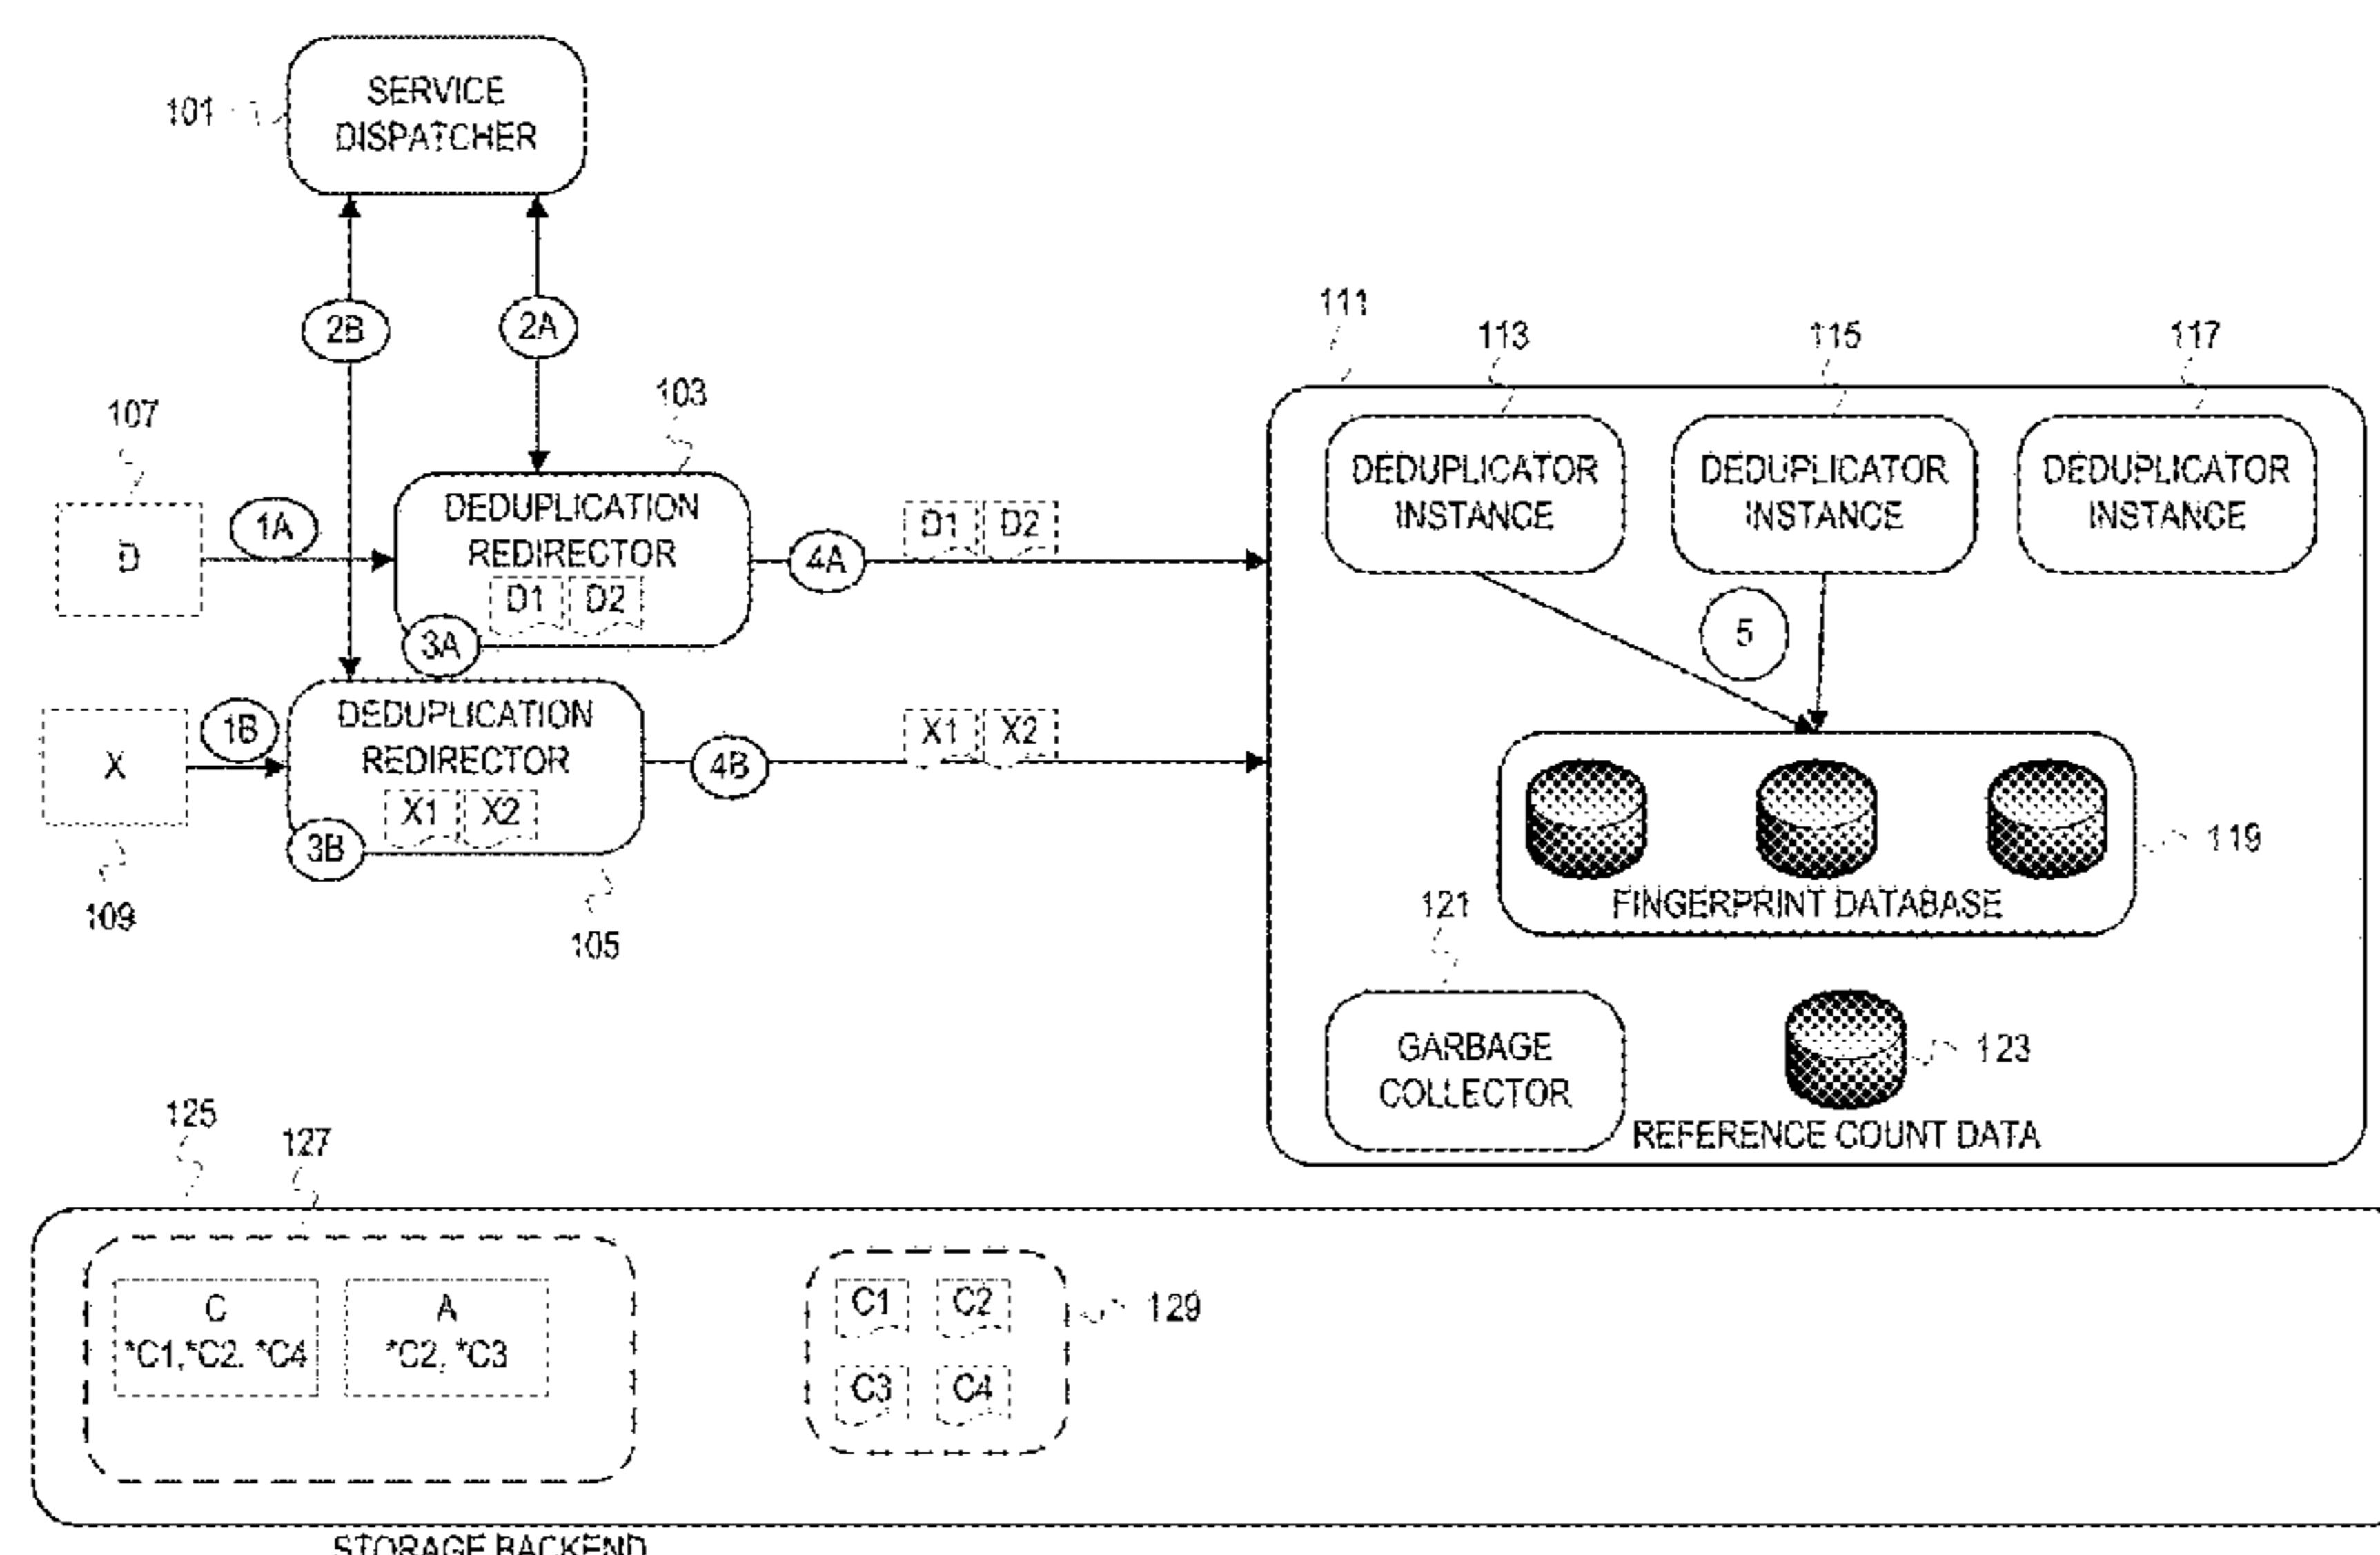 SERVICE
DISPATCHER
101
2B
2A
111
113
115
117
103
107
DEDUPLICATOR
INSTANCE
DEDUPLICATOR
INSTANCE
DEDUPLICATOR
INSTANCE
D
1A
DEDUPLICATION
REDIRECTOR
D1 D2
3A
4A
D1 D2
5
X
1B
DEDUPLICATION
REDIRECTOR
X1 X2
3B
4B
X1 X2
109
105
119
FINGERPRINT DATABASE
121
GARBAGE
COLLECTOR
123
REFERENCE COUNT DATA
125
127
C
*C1,*C2, *C4
A
*C2, *C3
C1 C2
C3 C4
129
STORAGE BACKEND